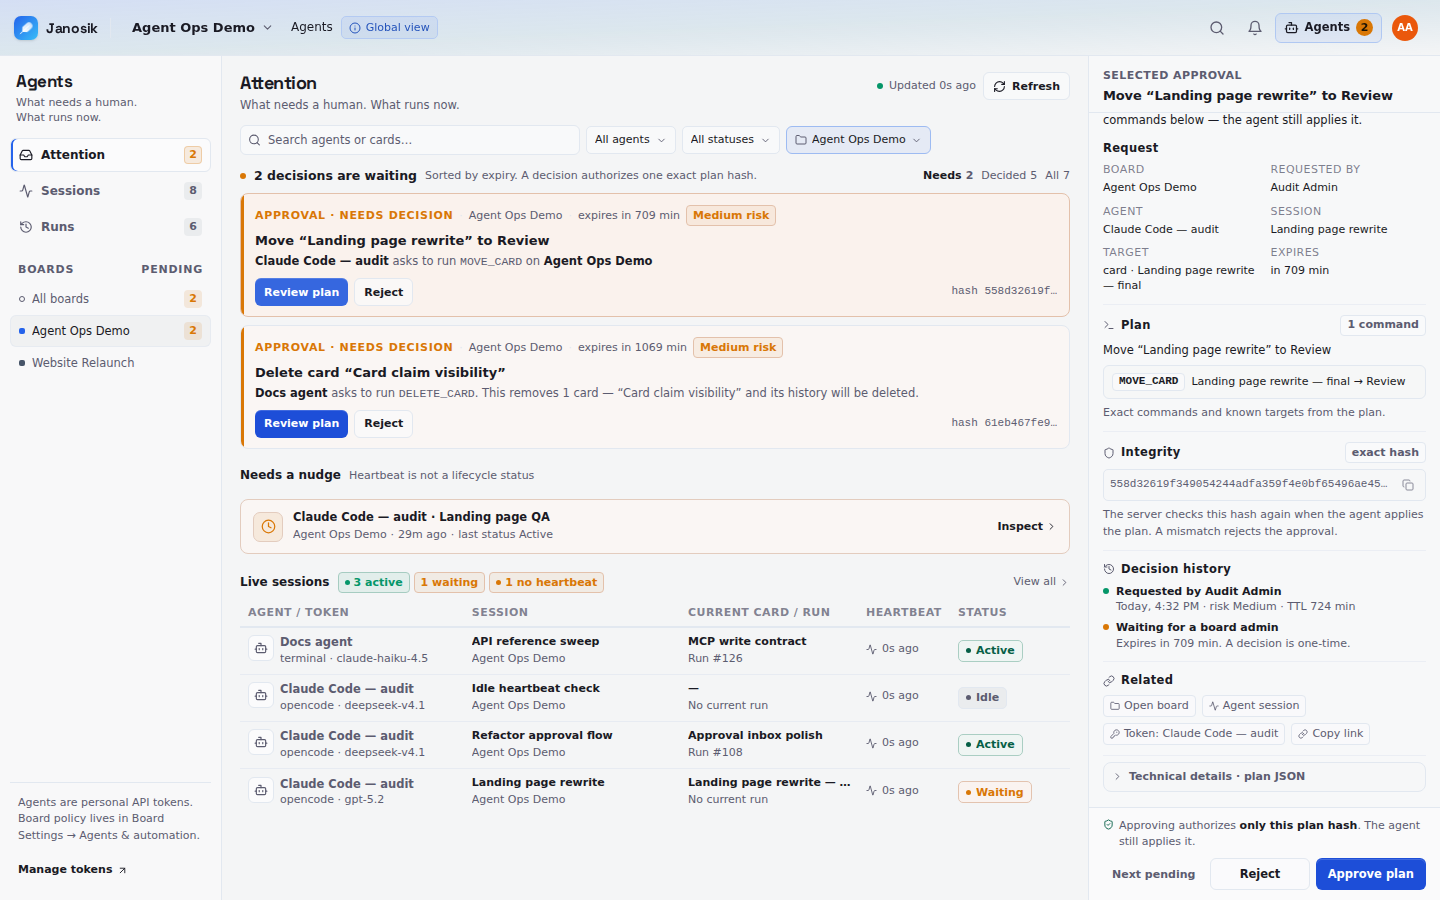 Janosik
Agent Ops Demo
Agents
Global view
Agents 2
AA
Agents
What needs a human.
What runs now.
Attention 2
Sessions 8
Runs 6
BOARDS PENDING
All boards 2
Agent Ops Demo 2
Website Relaunch
Agents are personal API tokens.
Board policy lives in Board
Settings → Agents & automation.
Manage tokens
Attention
What needs a human. What runs now.
Updated 0s ago
Refresh
Search agents or cards…
All agents
All statuses
Agent Ops Demo
2 decisions are waiting Sorted by expiry. A decision authorizes one exact plan hash.
Needs 2 Decided 5 All 7
APPROVAL · NEEDS DECISION Agent Ops Demo expires in 709 min Medium risk
Move “Landing page rewrite” to Review
Claude Code — audit asks to run MOVE_CARD on Agent Ops Demo
Review plan Reject hash 558d32619f…
APPROVAL · NEEDS DECISION Agent Ops Demo expires in 1069 min Medium risk
Delete card “Card claim visibility”
Docs agent asks to run DELETE_CARD. This removes 1 card — “Card claim visibility” and its history will be deleted.
Review plan Reject hash 61eb467fe9…
Needs a nudge Heartbeat is not a lifecycle status
Claude Code — audit · Landing page QA
Agent Ops Demo · 29m ago · last status Active
Inspect
Live sessions 3 active 1 waiting 1 no heartbeat View all
AGENT / TOKEN SESSION CURRENT CARD / RUN HEARTBEAT STATUS
Docs agent API reference sweep MCP write contract 0s ago Active
terminal · claude-haiku-4.5 Agent Ops Demo Run #126
Claude Code — audit Idle heartbeat check — 0s ago Idle
opencode · deepseek-v4.1 Agent Ops Demo No current run
Claude Code — audit Refactor approval flow Approval inbox polish 0s ago Active
opencode · deepseek-v4.1 Agent Ops Demo Run #108
Claude Code — audit Landing page rewrite Landing page rewrite — … 0s ago Waiting
opencode · gpt-5.2 Agent Ops Demo No current run
SELECTED APPROVAL
Move “Landing page rewrite” to Review
commands below — the agent still applies it.
Request
BOARD REQUESTED BY
Agent Ops Demo Audit Admin
AGENT SESSION
Claude Code — audit Landing page rewrite
TARGET EXPIRES
card · Landing page rewrite in 709 min
— final
Plan 1 command
Move “Landing page rewrite” to Review
MOVE_CARD Landing page rewrite — final → Review
Exact commands and known targets from the plan.
Integrity exact hash
558d32619f349054244adfa359f4e0bf65496ae45…
The server checks this hash again when the agent applies
the plan. A mismatch rejects the approval.
Decision history
Requested by Audit Admin
Today, 4:32 PM · risk Medium · TTL 724 min
Waiting for a board admin
Expires in 709 min. A decision is one-time.
Related
Open board Agent session
Token: Claude Code — audit Copy link
Technical details · plan JSON
Approving authorizes only this plan hash. The agent
still applies it.
Next pending Reject Approve plan